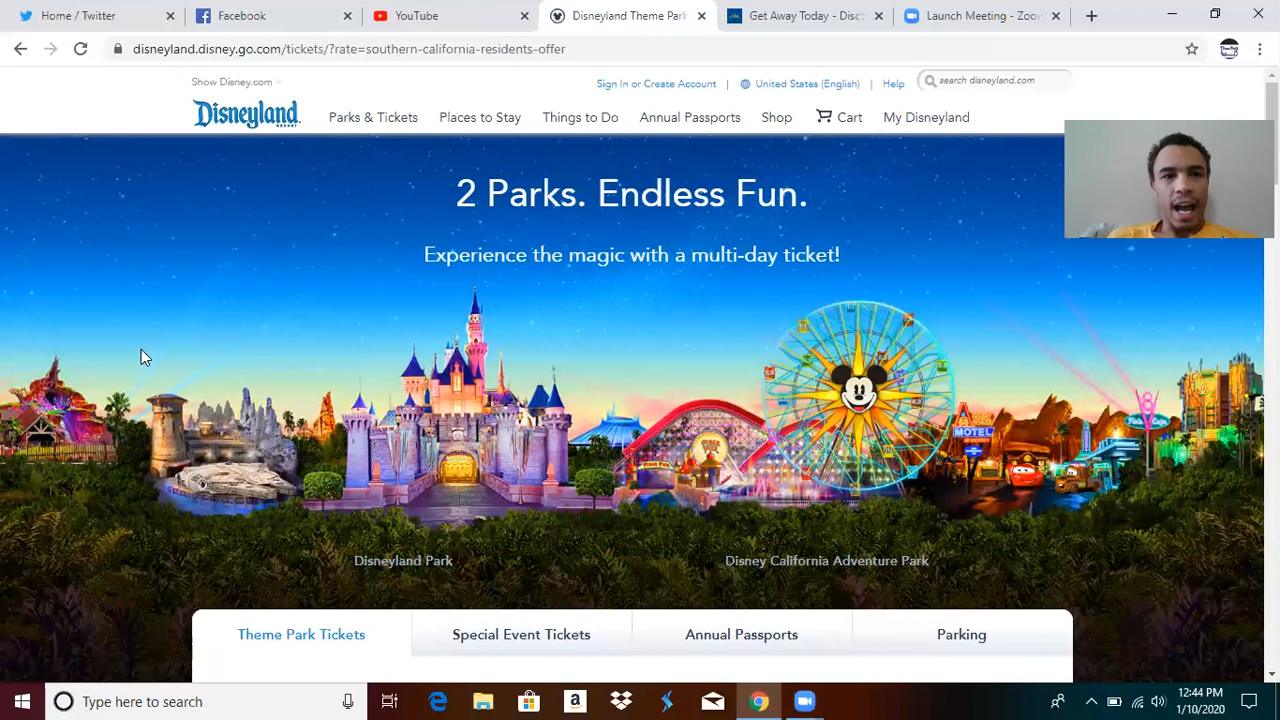 Home / Twitter
Facebook
YouTube
Disneyland Theme Park
Get Away Today - Disc
Launch Meeting - Zoo
disneyland.disney.go.com/tickets/?rate=southern-california-residents-offer
Show Disney.com
Sign In or Create Account | United States (English) | Help
search disneyland.com
Disneyland
RESORT
Parks & Tickets
Places to Stay
Things to Do
Annual Passports
Shop
Cart
My Disneyland
2 Parks. Endless Fun.
Experience the magic with a multi-day ticket!
MOTEL
Disneyland Park
Disney California Adventure Park
Theme Park Tickets
Special Event Tickets
Annual Passports
Parking
Type here to search
12:44 PM
1/10/2020